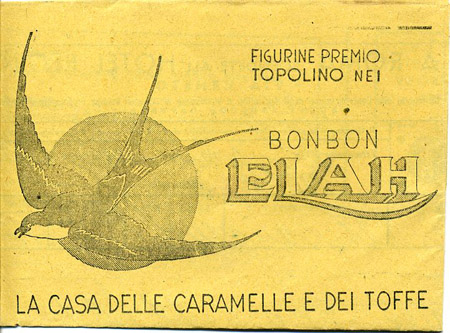 FIGURINE PREMIO
TOPOLINO NEI
BONBON
ELAH
LA CASA DELLE CARAMELLE E DEI TOFFE